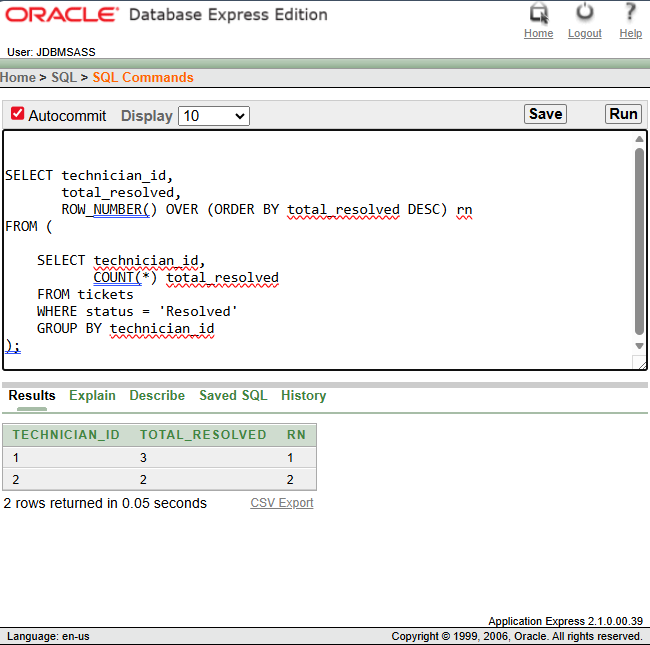 ORACLE® Database Express Edition
Home Logout Help
User: JDBMSASS
Home > SQL > SQL Commands
Autocommit Display 10 Save Run
SELECT technician_id,
total_resolved,
ROW_NUMBER() OVER (ORDER BY total_resolved DESC) rn
FROM (
SELECT technician_id,
COUNT(*) total_resolved
FROM tickets
WHERE status = 'Resolved'
GROUP BY technician_id
);
Results Explain Describe Saved SQL History
TECHNICIAN_ID TOTAL_RESOLVED RN
1 3 1
2 2 2
2 rows returned in 0.05 seconds CSV Export
Application Express 2.1.0.00.39
Language: en-us Copyright © 1999, 2006, Oracle. All rights reserved.